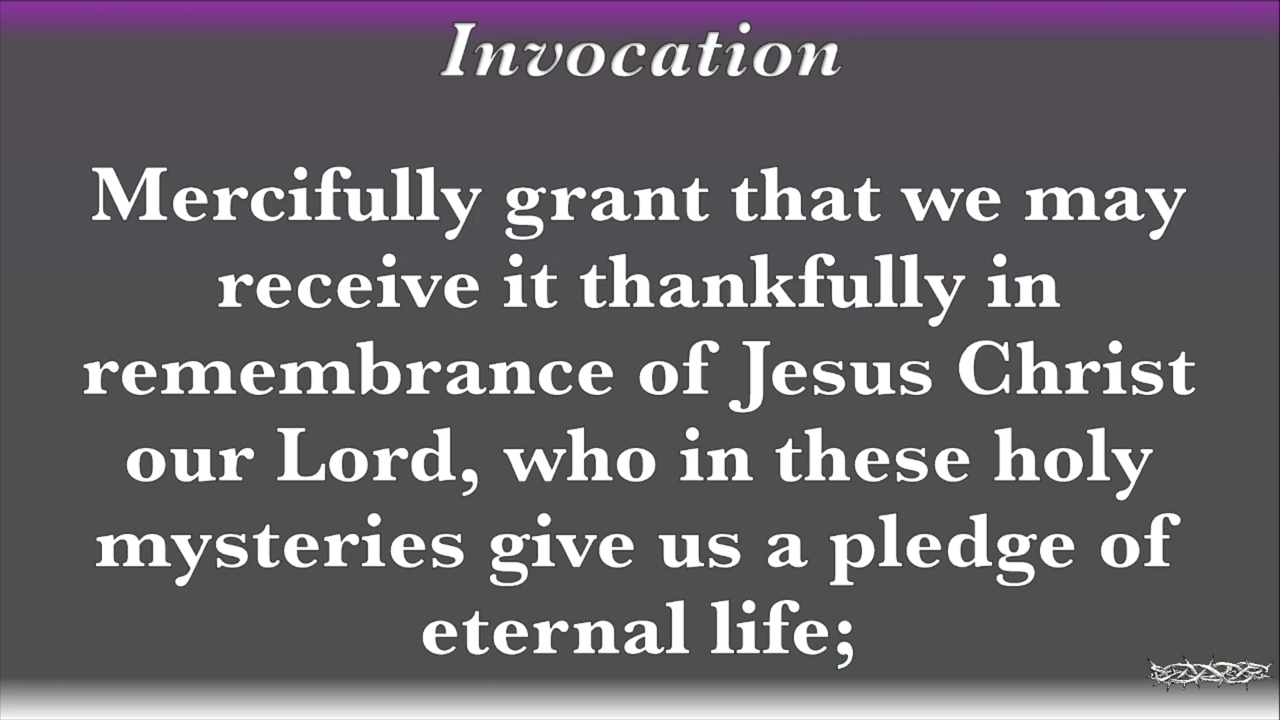 Invocation
Mercifully grant that we may
receive it thankfully in
remembrance of Jesus Christ
our Lord, who in these holy
mysteries give us a pledge of
eternal life;